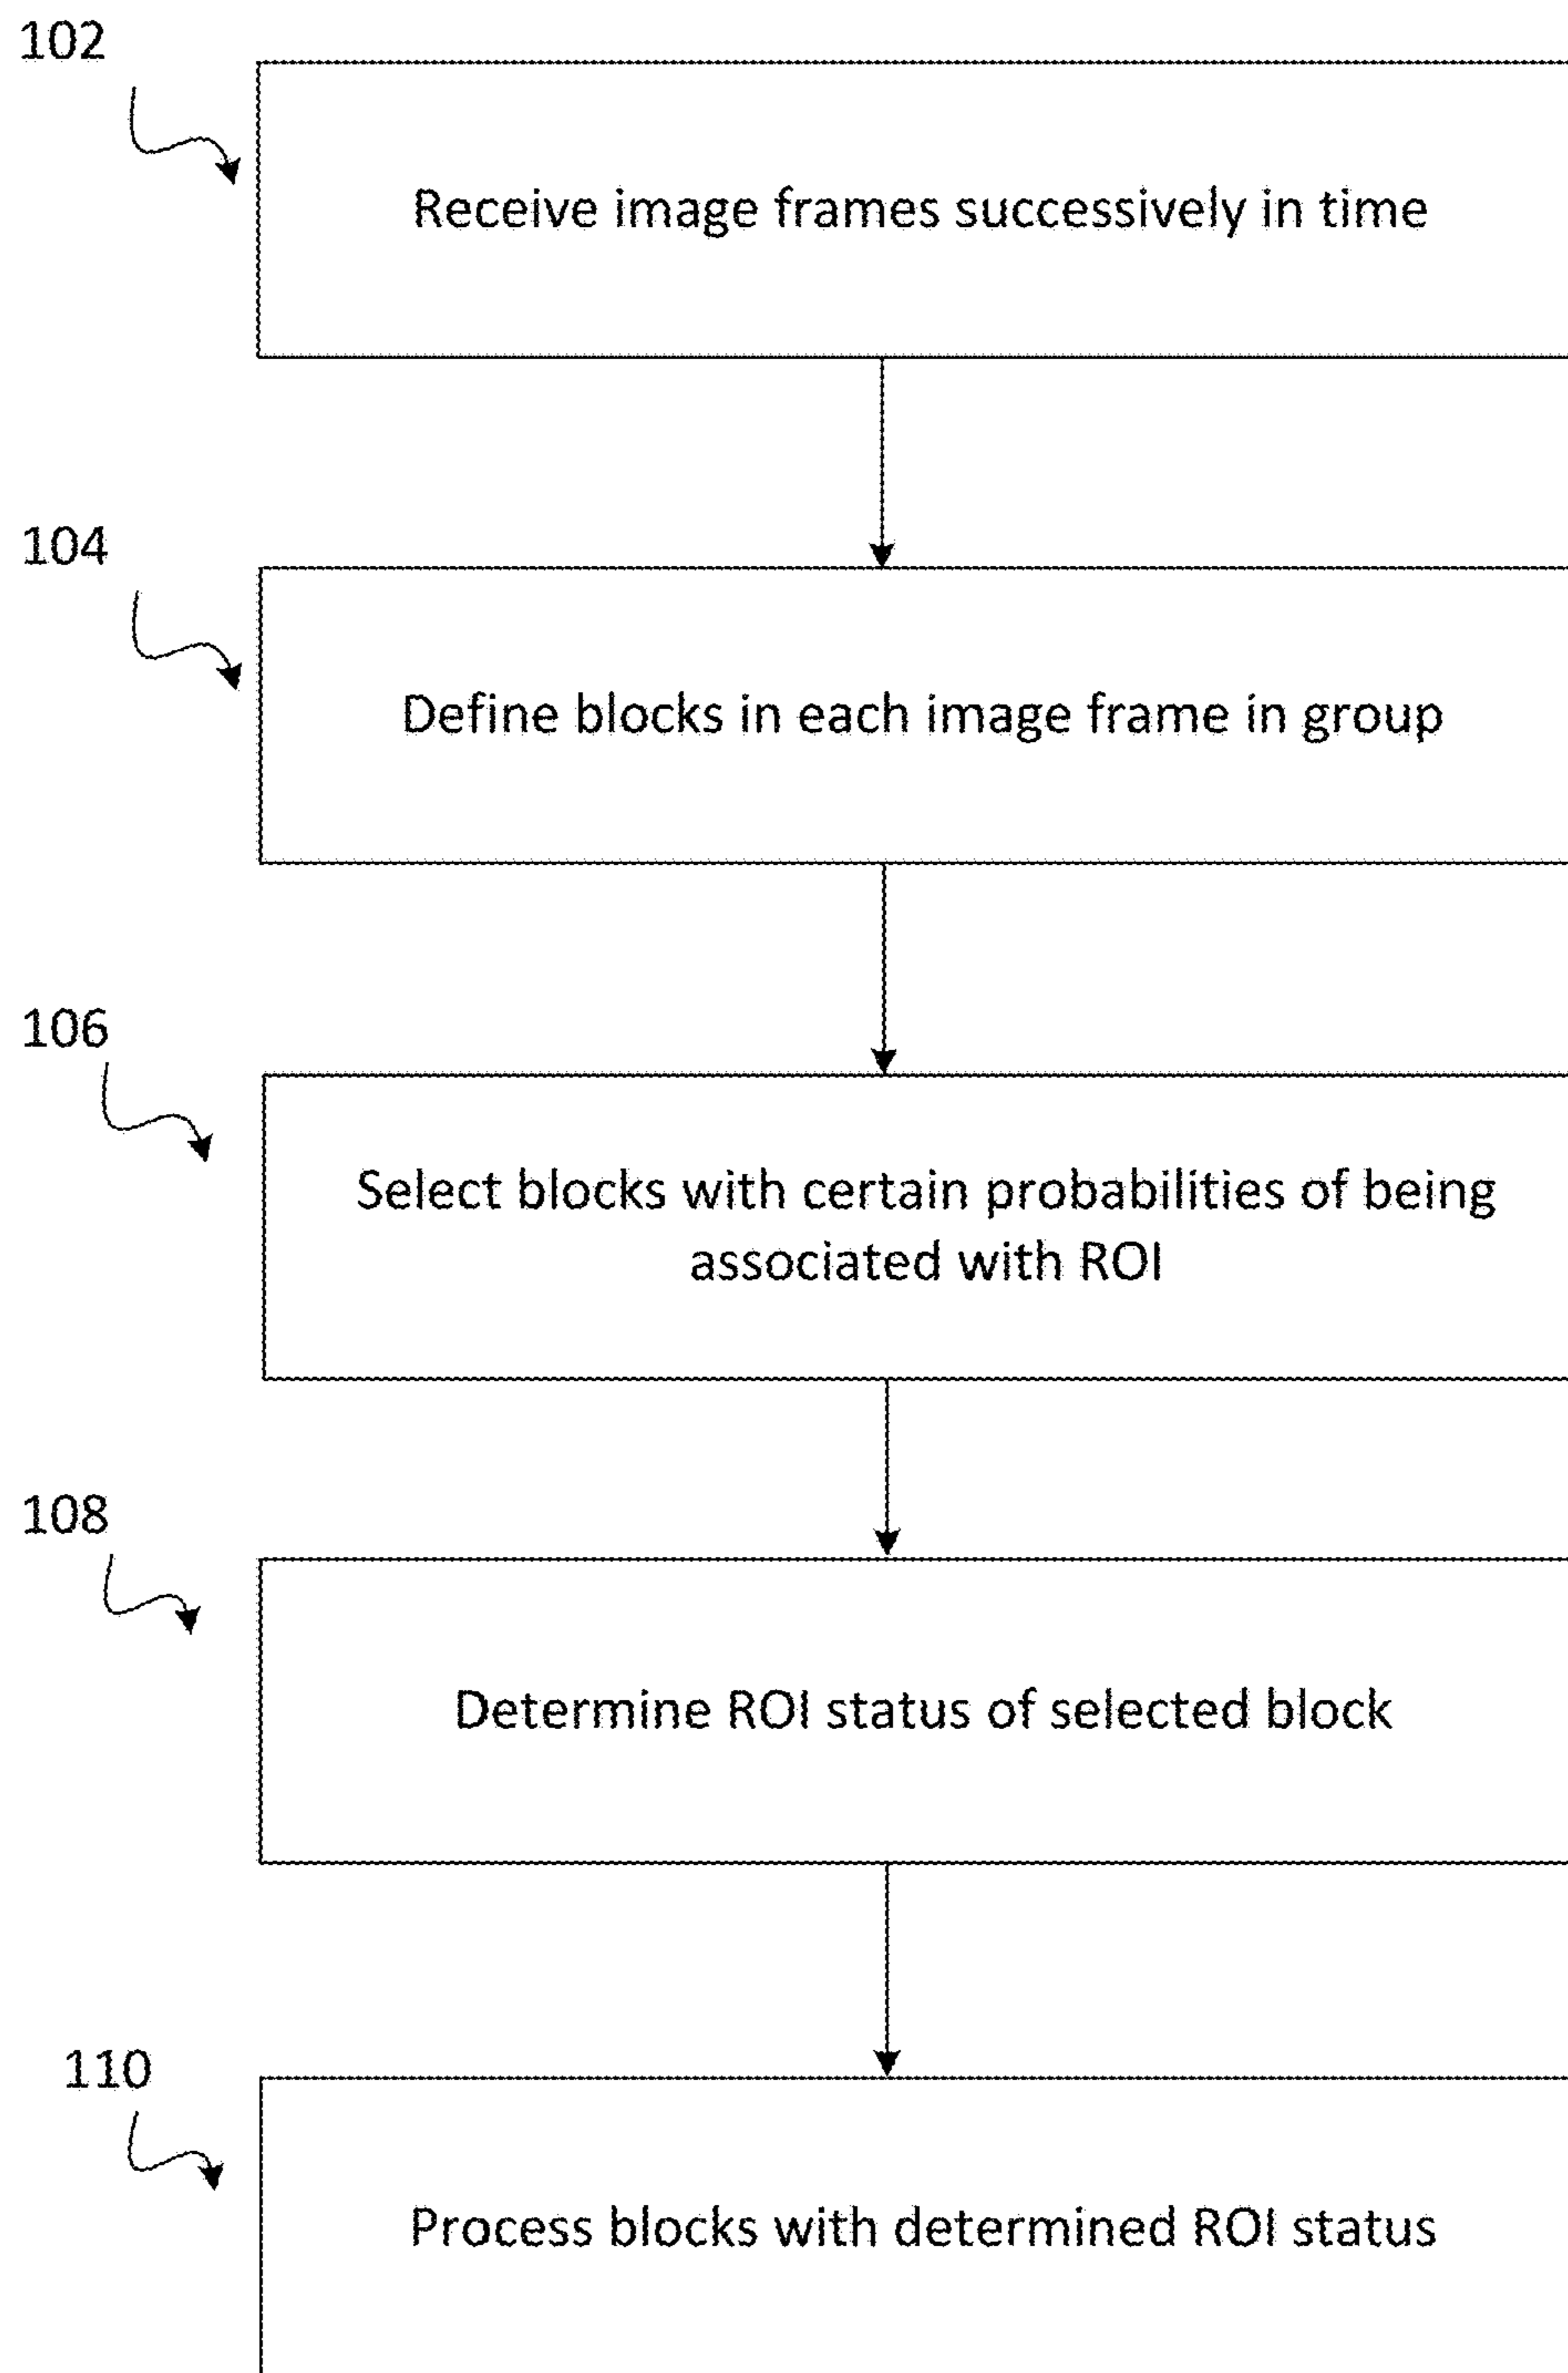 102
Receive image frames successively in time
104
Define blocks in each image frame in group
106
Select blocks with certain probabilities of being
associated with ROI
108
Determine ROI status of selected block
110
Process blocks with determined ROI status